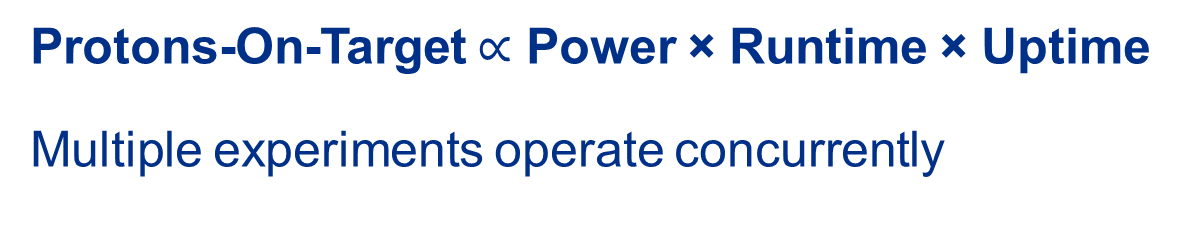 Protons-On-Target ∝ Power × Runtime × Uptime
Multiple experiments operate concurrently